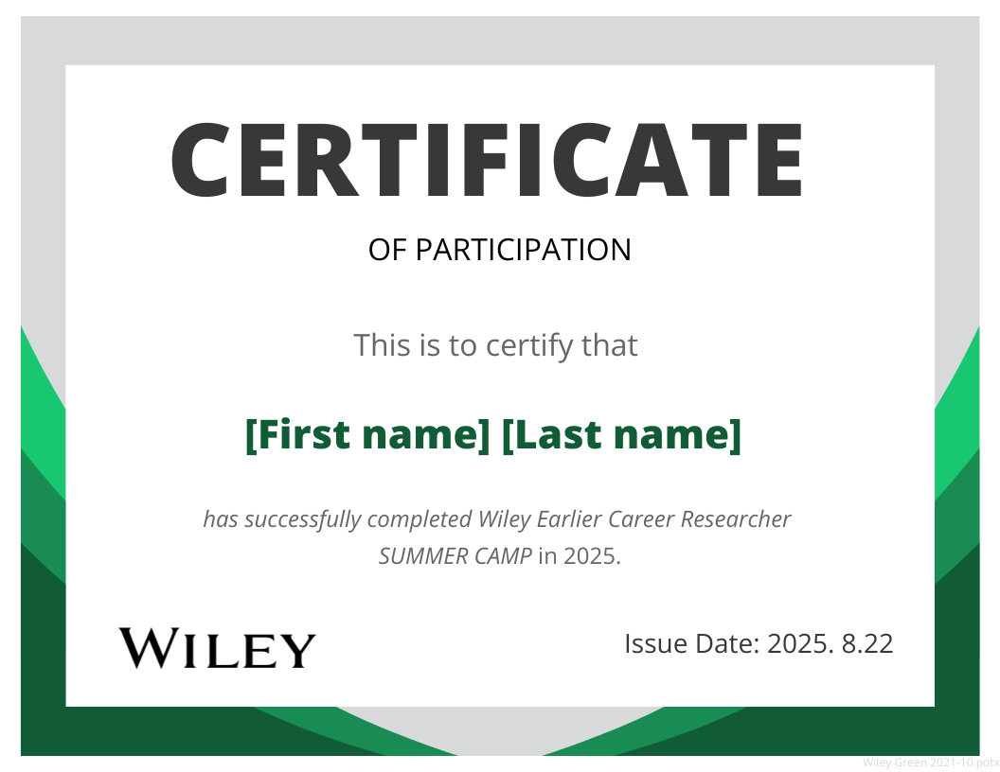 CERTIFICATE
OF PARTICIPATION
This is to certify that
[First name] [Last name]
has successfully completed Wiley Earlier Career Researcher
SUMMER CAMP in 2025.
WILEY
Issue Date: 2025. 8.22
Wiley Green 2021-10.potx